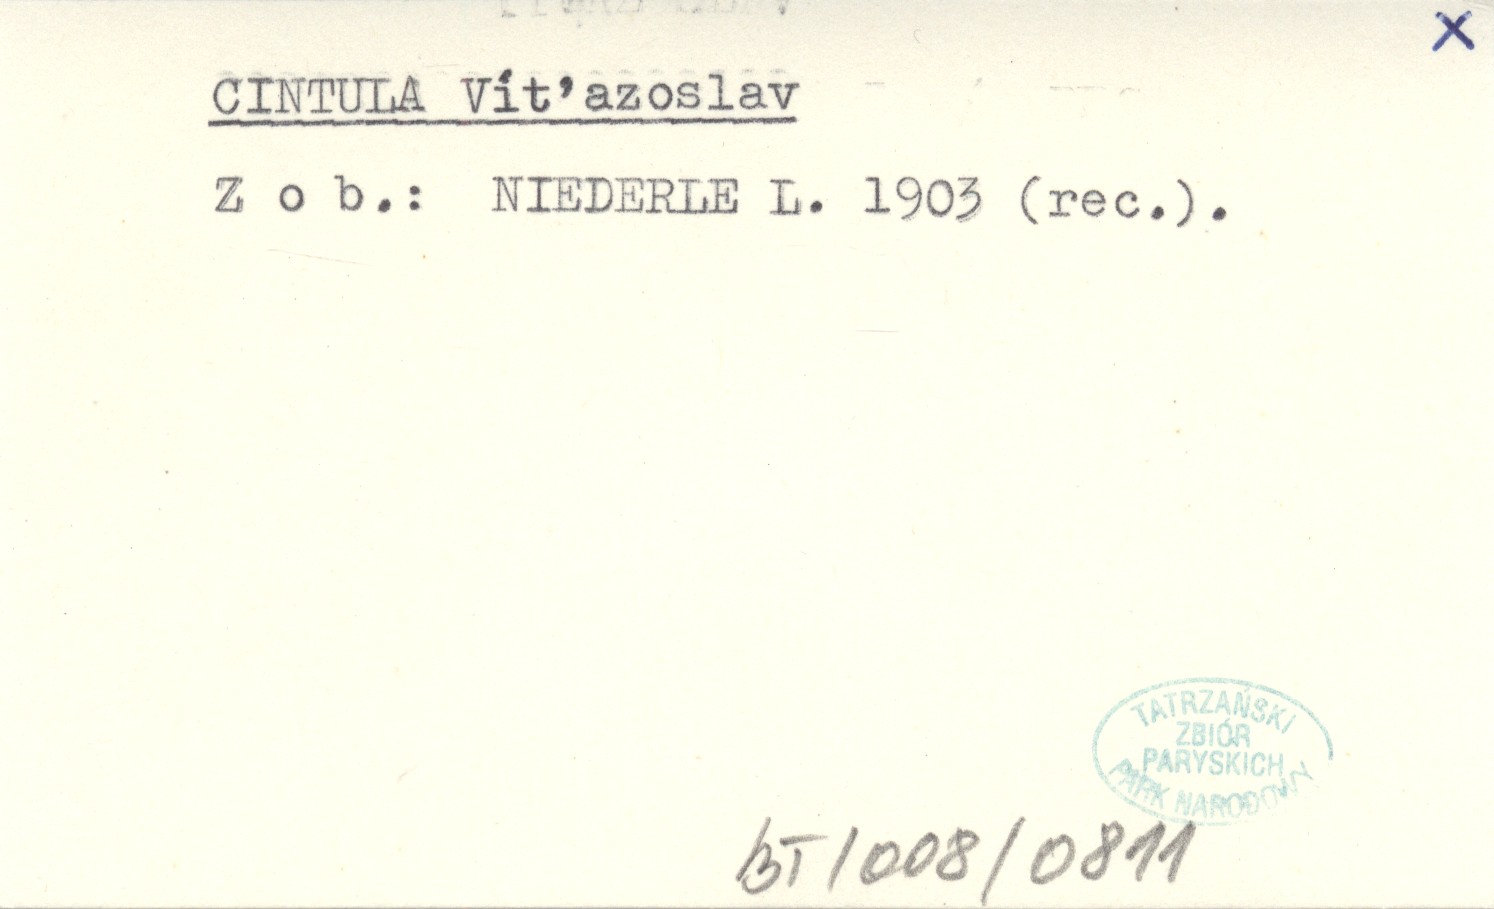 X
CINTULA Vít’azoslav
Z o b.: NIEDERLE L. 1903 (rec.).
TATRZAŃSKI
ZBIÓR
PARYSKICH
PARK NARODOWY
BT/008/0811